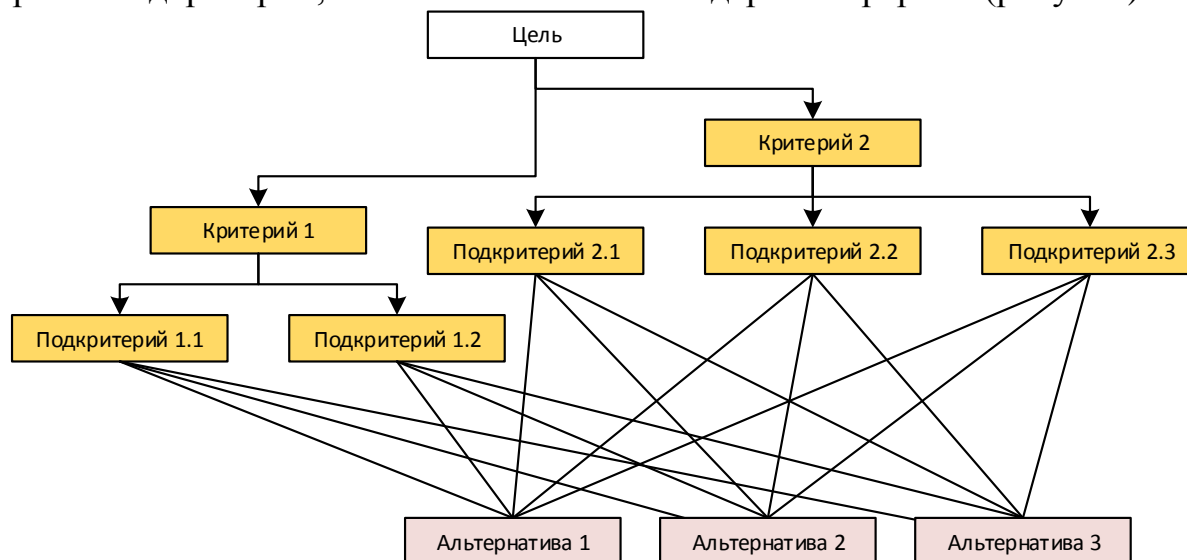 Цель
Критерий 2
Критерий 1
Подкритерий 2.1
Подкритерий 2.2
Подкритерий 2.3
Подкритерий 1.1
Подкритерий 1.2
Альтернатива 1
Альтернатива 2
Альтернатива 3